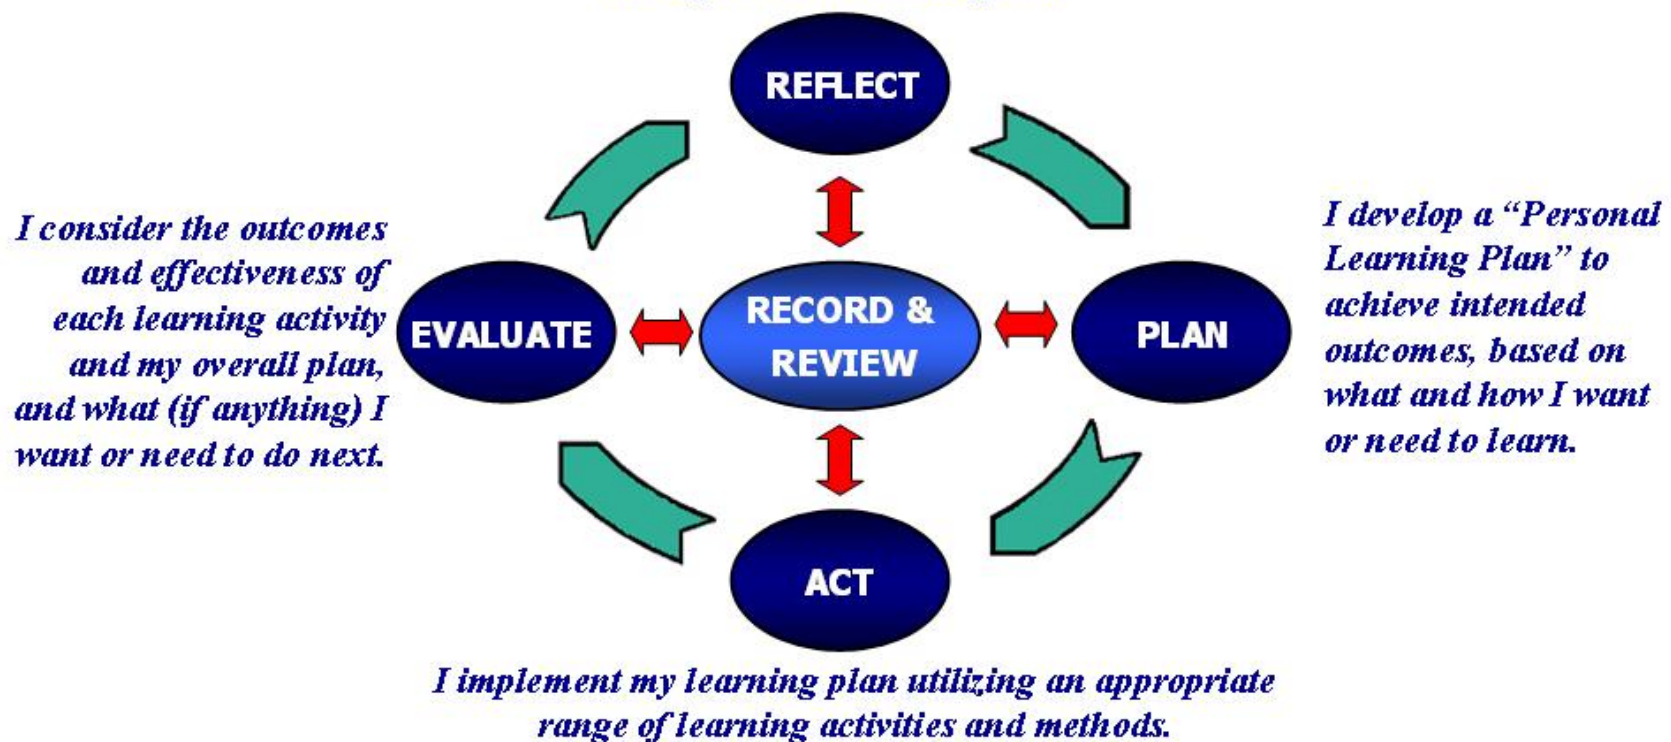 REFLECT
I consider the outcomes
and effectiveness of
each learning activity
and my overall plan,
and what (if anything) I
want or need to do next.
EVALUATE
RECORD &
REVIEW
PLAN
I develop a “Personal
Learning Plan” to
achieve intended
outcomes, based on
what and how I want
or need to learn.
ACT
I implement my learning plan utilizing an appropriate
range of learning activities and methods.